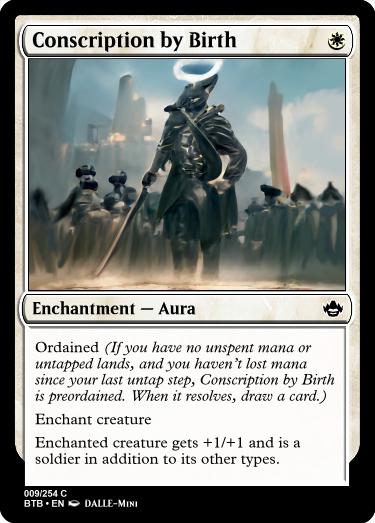 Conscription by Birth
Enchantment — Aura
Ordained (If you have no unspent mana or
untapped lands, and you haven't lost mana
since your last untap step, Conscription by Birth
is preordained. When it resolves, draw a card.)
Enchant creature
Enchanted creature gets +1/+1 and is a
soldier in addition to its other types.
009/254 C
BTB • EN DALLE-Mini